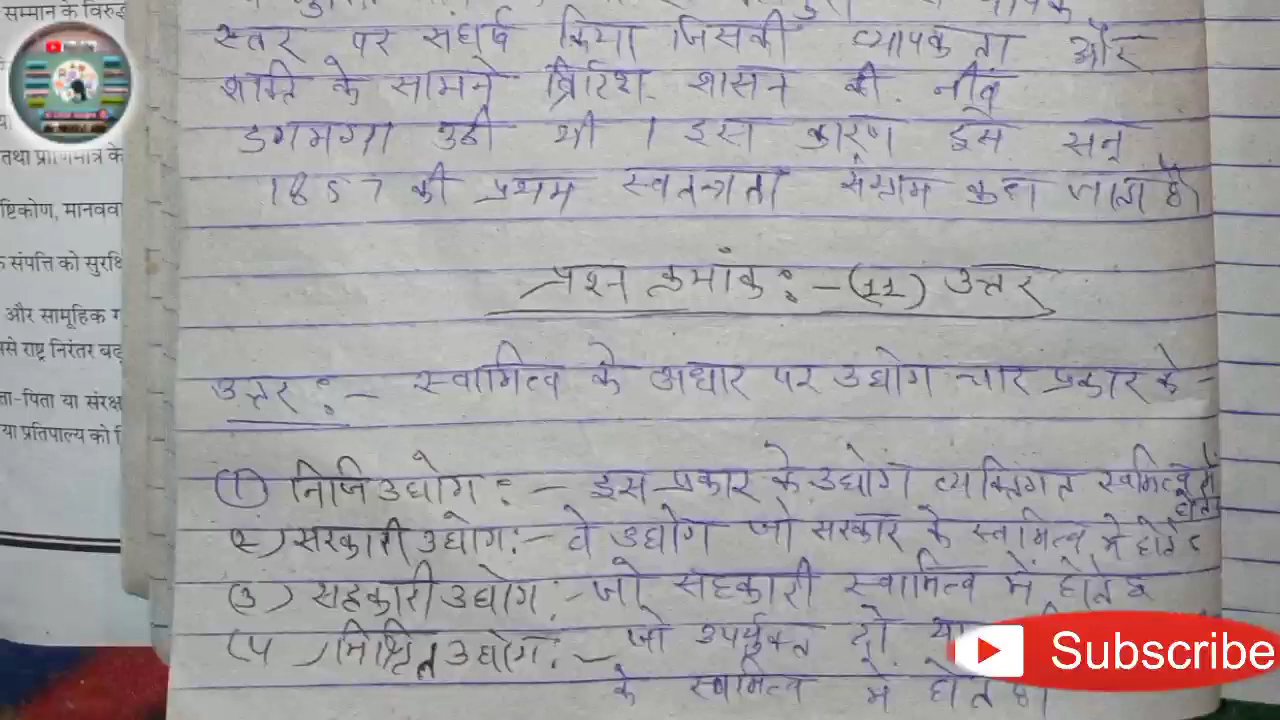 सम्मान के विरुद्ध
तथा प्राणिमात्र के
ष्टिकोण, मानववा
संपत्ति को सुरक्षि
और सामूहिक ग
से राष्ट्र निरंतर बढ़
ता-पिता या संरक्ष
या प्रतिपाल्य को
स्तर पर संघर्ष किया जिसकी व्यापकता और
शक्ति के सामने ब्रिटिश शासन की नींव
डगमगा उठी थी । इस कारण इस सन्
1857 की प्रथम स्वतन्त्रता संग्राम कहा जाता है।
प्रश्न क्रमांक :- (11) उत्तर
उत्तर :- स्वामित्व के अधार पर उद्योग चार प्रकार के -
(1) निजि उद्योग :- इस प्रकार के उद्योग व्यक्तिगत स्वमित्व में
होते
(2) सरकारी उद्योग :- वे उद्योग जो सरकार के स्वामित्व मे होते है
(3) सहकारी उद्योग :- जो सहकारी स्वामित्व में होते है
(4) मिश्रित उद्योग :- जो उपर्युक्त दो या
के स्वामित्व में होते है।
Subscribe